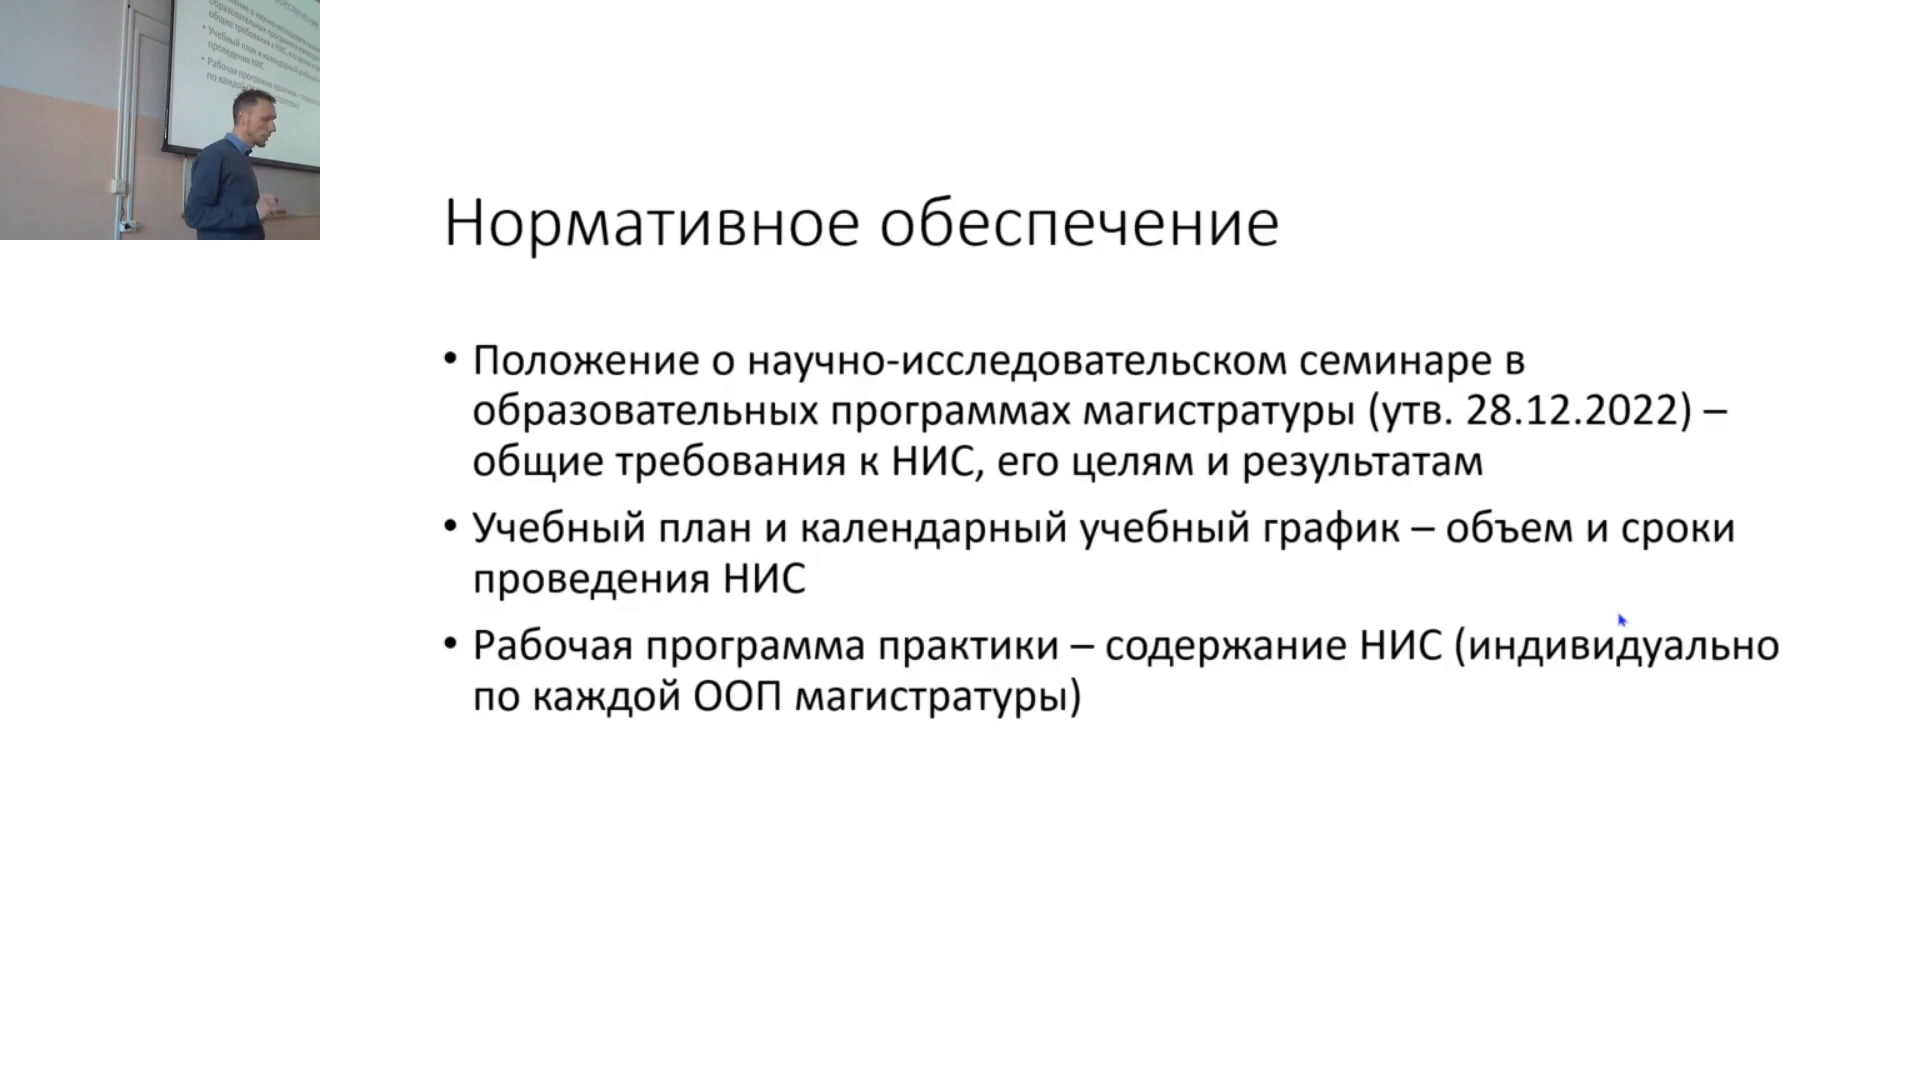 Нормативное обеспечение
• Положение о научно-исследовательском семинаре в
образовательных программах магистратуры (утв. 28.12.2022) –
общие требования к НИС, его целям и результатам
• Учебный план и календарный учебный график – объем и сроки
проведения НИС
• Рабочая программа практики – содержание НИС (индивидуально
по каждой ООП магистратуры)